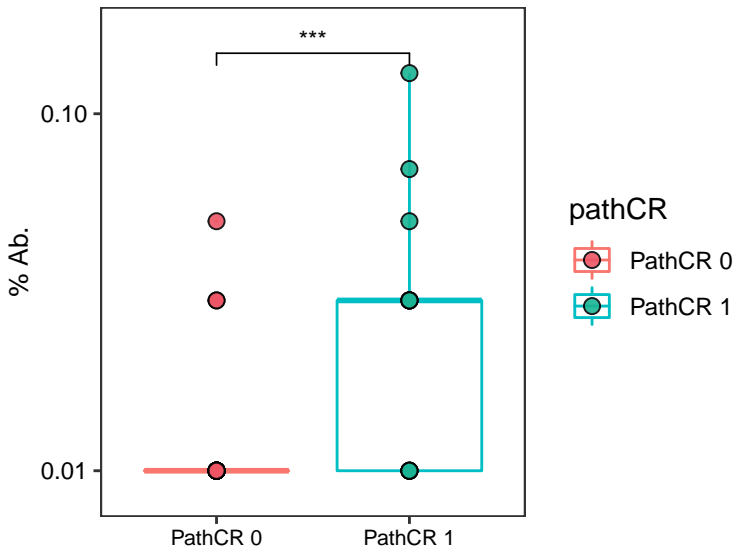 ***
0.10
% Ab.
0.01
PathCR 0
PathCR 1
pathCR
PathCR 0
PathCR 1